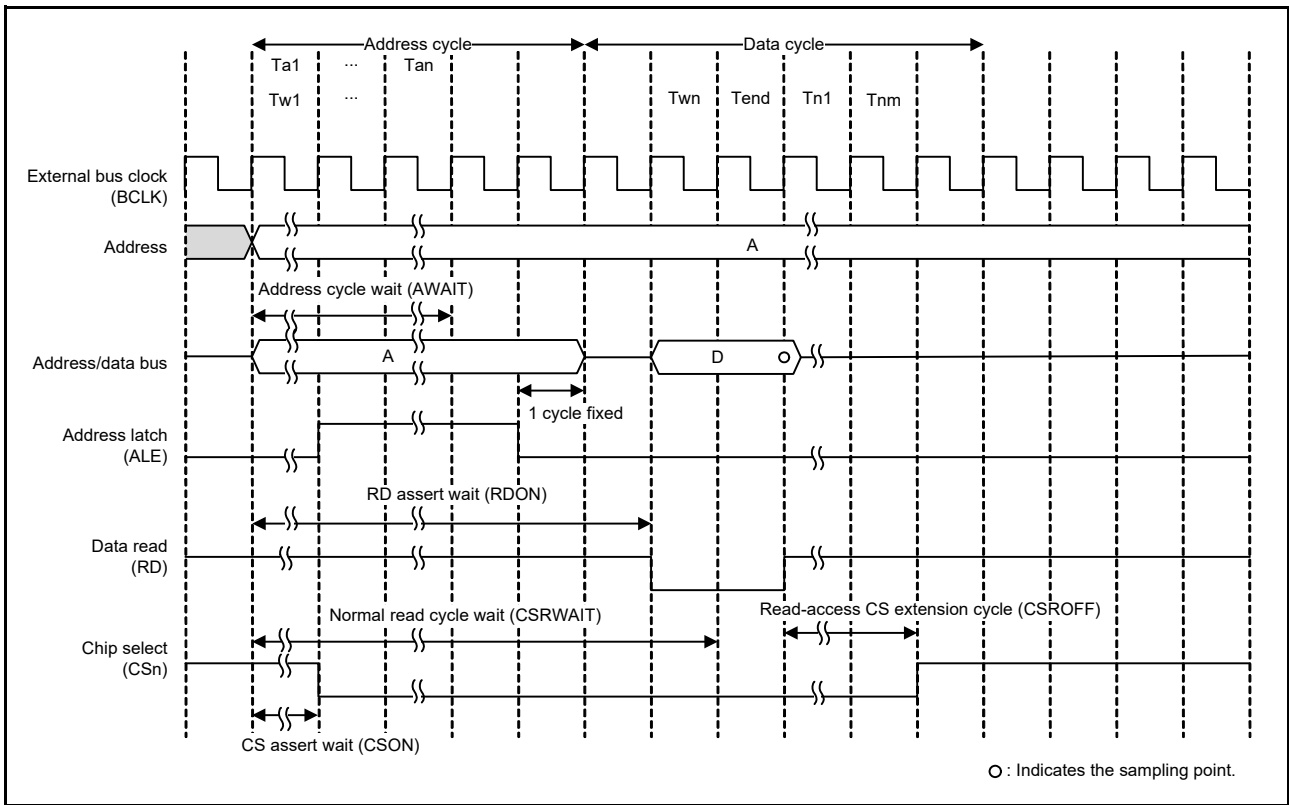 Address cycle Data cycle
Ta1 ... Tan
Tw1 ... Twn Tend Tn1 Tnm
External bus clock
(BCLK)
Address
A
Address cycle wait (AWAIT)
Address/data bus
A D
1 cycle fixed
Address latch
(ALE)
RD assert wait (RDON)
Data read
(RD)
Normal read cycle wait (CSRWAIT)
Read-access CS extension cycle (CSROFF)
Chip select
(CSn)
CS assert wait (CSON)
: Indicates the sampling point.